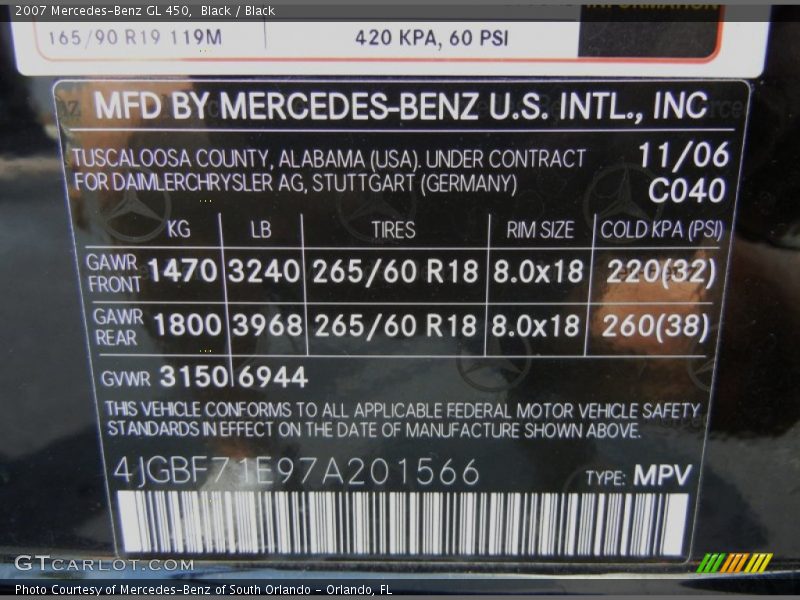 2007 Mercedes-Benz GL 450, Black / Black
INFORMATION
165/90 R19 119M 420 KPA, 60 PSI
MFD BY MERCEDES-BENZ U.S. INTL., INC
TUSCALOOSA COUNTY, ALABAMA (USA). UNDER CONTRACT 11/06
FOR DAIMLERCHRYSLER AG, STUTTGART (GERMANY) C040
KG LB TIRES RIM SIZE COLD KPA (PSI)
GAWR FRONT 1470 3240 265/60 R18 8.0x18 220(32)
GAWR REAR 1800 3968 265/60 R18 8.0x18 260(38)
GVWR 3150 6944
THIS VEHICLE CONFORMS TO ALL APPLICABLE FEDERAL MOTOR VEHICLE SAFETY
STANDARDS IN EFFECT ON THE DATE OF MANUFACTURE SHOWN ABOVE.
4JGBF71E97A201566 TYPE: MPV
GTCARLOT.COM
Photo Courtesy of Mercedes-Benz of South Orlando - Orlando, FL